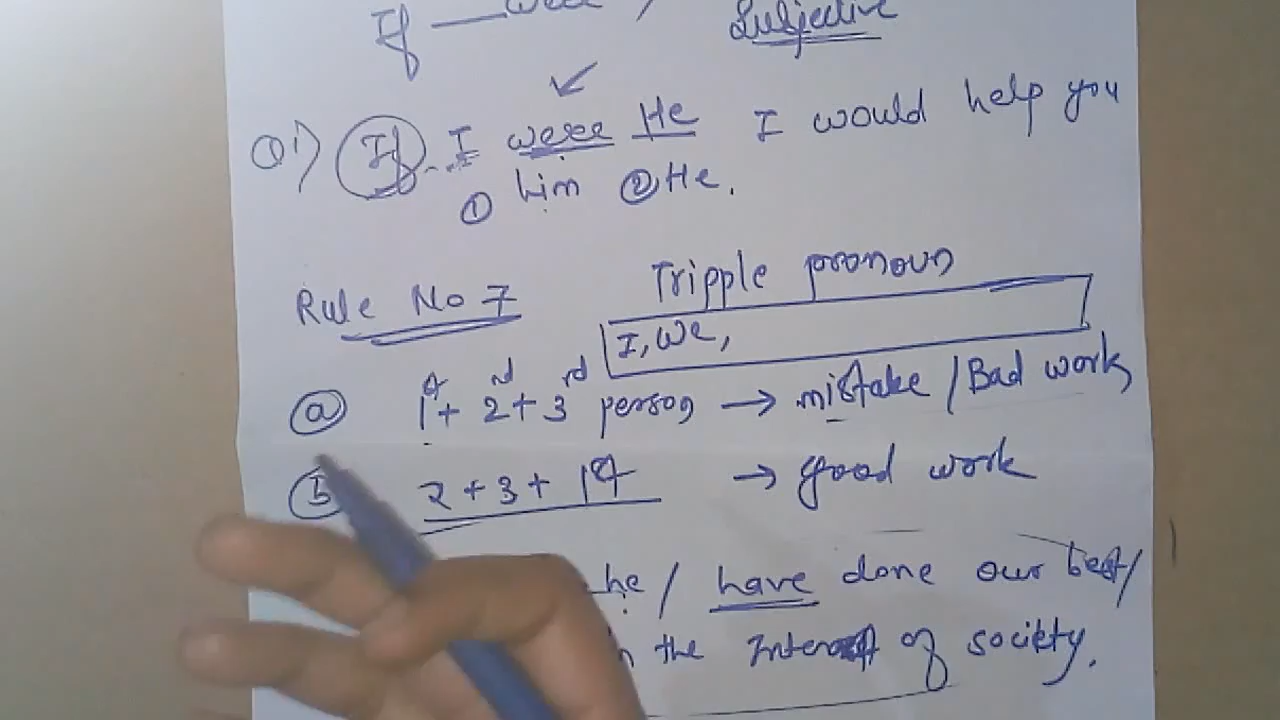 If — were /
Subjective
Q1) If I were He I would help you
① him ② He.
Rule No 7 Tripple pronoun
I, we,
(a) 1st + 2nd + 3rd person → mistake / Bad work
(b) 2 + 3 + 1st → good work
he / have done our best /
the Interest of society.